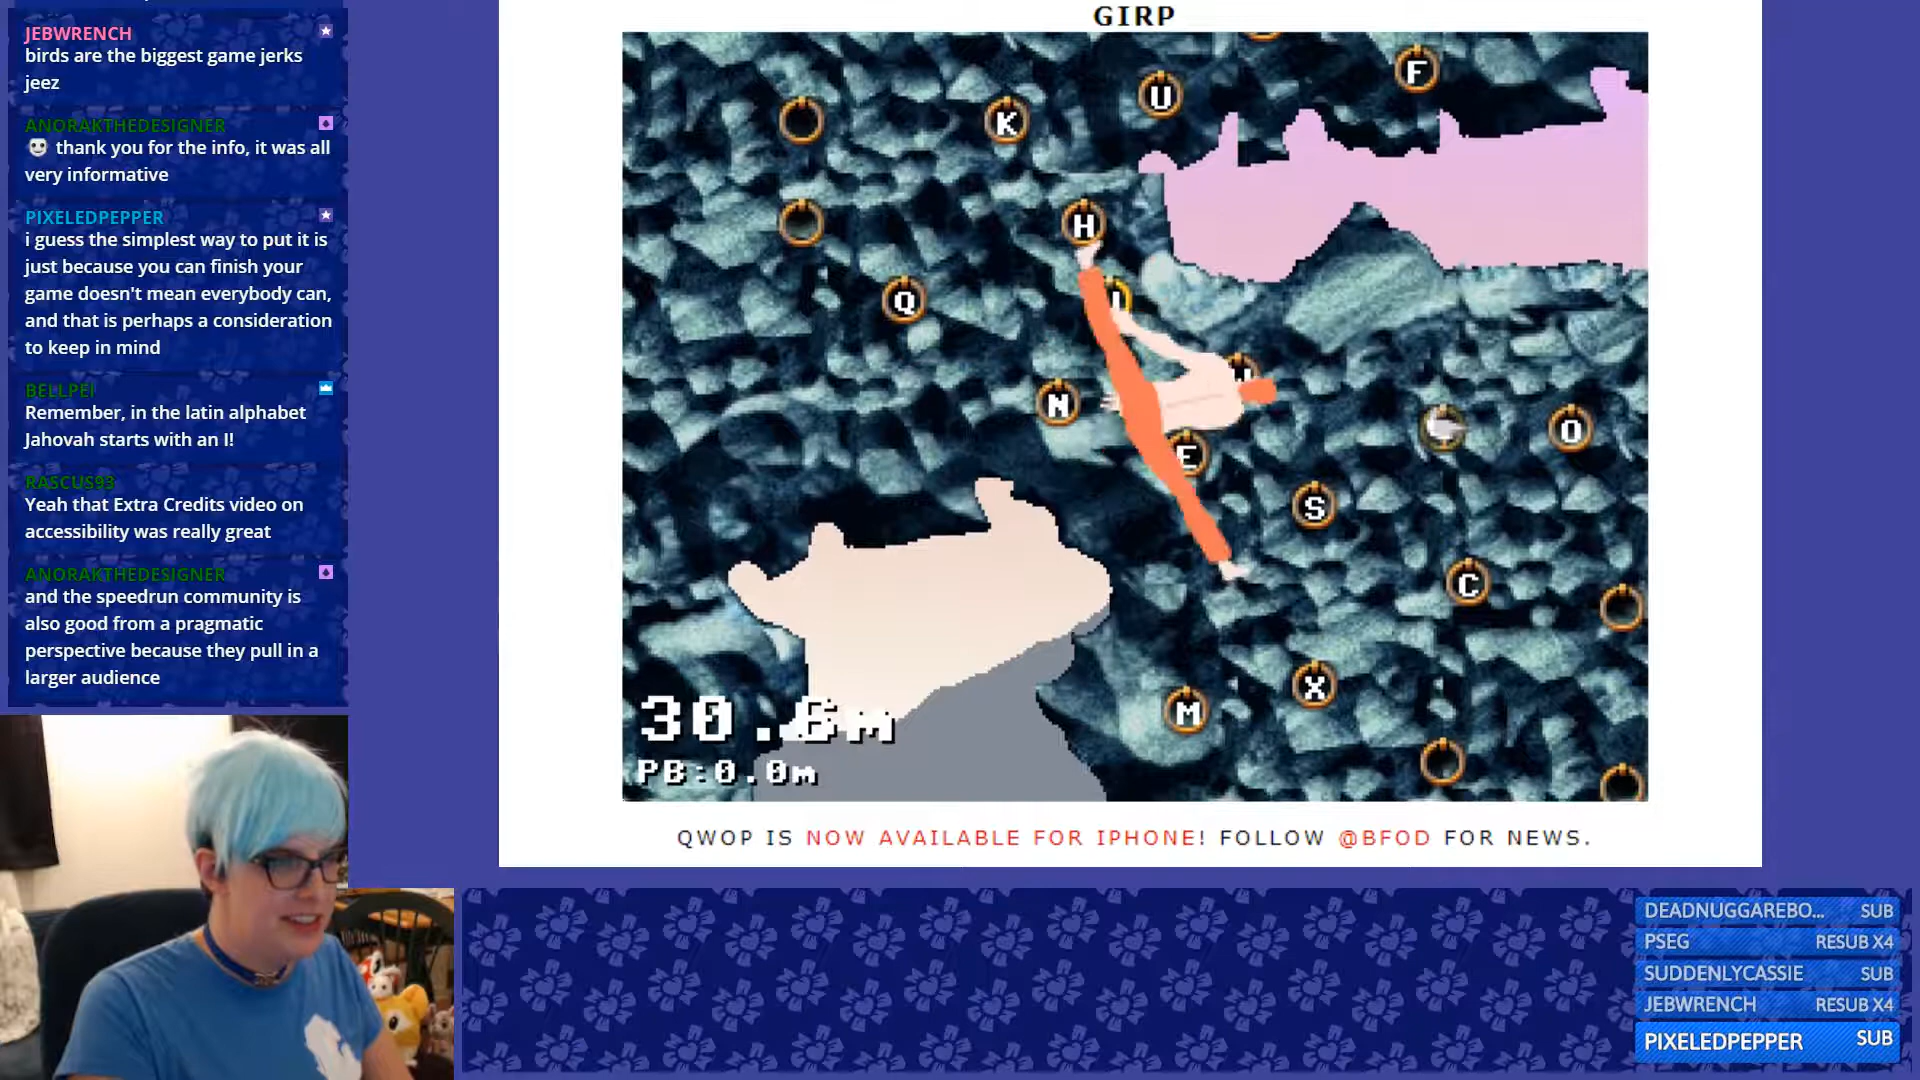 JEBWRENCH
birds are the biggest game jerks
jeez
ANORAKTHEDESIGNER
thank you for the info, it was all
very informative
PIXELEDPEPPER
i guess the simplest way to put it is
just because you can finish your
game doesn't mean everybody can,
and that is perhaps a consideration
to keep in mind
BELLPEI
Remember, in the latin alphabet
Jahovah starts with an I!
RASCUS93
Yeah that Extra Credits video on
accessibility was really great
ANORAKTHEDESIGNER
and the speedrun community is
also good from a pragmatic
perspective because they pull in a
larger audience
GIRP
F
U
K
H
Q
N
O
E
S
C
X
M
30.6m
PB:0.0m
QWOP IS NOW AVAILABLE FOR IPHONE! FOLLOW @BFOD FOR NEWS.
DEADNUGGAREBO... SUB
PSEG RESUB X4
SUDDENLYCASSIE SUB
JEBWRENCH RESUB X4
PIXELEDPEPPER SUB